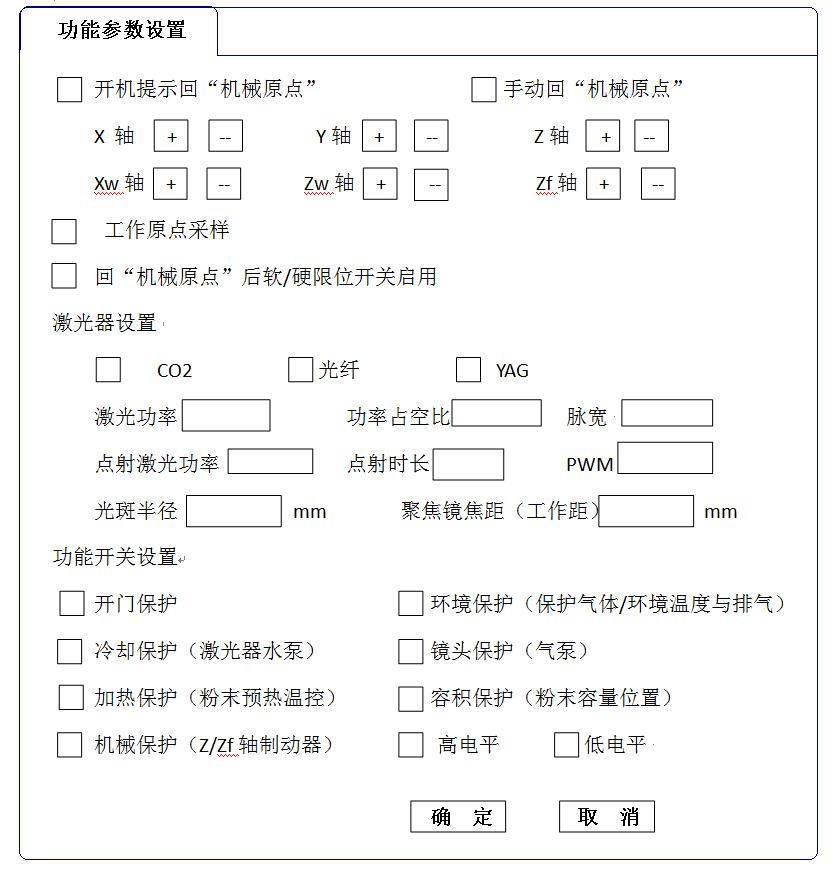 功能参数设置
开机提示回“机械原点” 手动回“机械原点”
X 轴 + -- Y 轴 + -- Z 轴 + --
Xw 轴 + -- Zw 轴 + -- Zf 轴 + --
工作原点采样
回“机械原点”后软/硬限位开关启用
激光器设置
CO2 光纤 YAG
激光功率 功率占空比 脉宽
点射激光功率 点射时长 PWM
光斑半径 mm 聚焦镜焦距（工作距） mm
功能开关设置
开门保护 环境保护（保护气体/环境温度与排气）
冷却保护（激光器水泵） 镜头保护（气泵）
加热保护（粉末预热温控） 容积保护（粉末容量位置）
机械保护（Z/Zf 轴制动器） 高电平 低电平
确 定 取 消